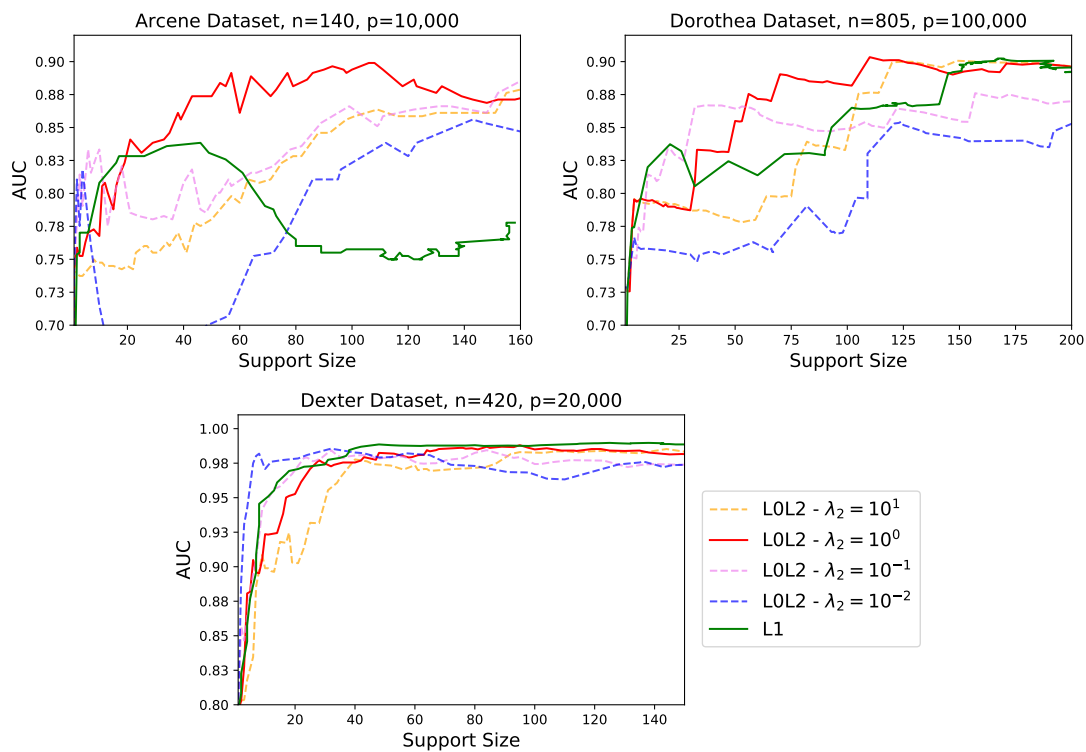 Arcene Dataset, n=140, p=10,000
0.90
0.88
0.85
0.83
0.80
0.78
0.75
0.73
0.70
AUC
20 40 60 80 100 120 140 160
Support Size
Dorothea Dataset, n=805, p=100,000
0.90
0.88
0.85
0.83
0.80
0.78
0.75
0.73
0.70
AUC
25 50 75 100 125 150 175 200
Support Size
Dexter Dataset, n=420, p=20,000
1.00
0.98
0.95
0.93
0.90
0.88
0.85
0.83
0.80
AUC
20 40 60 80 100 120 140
Support Size
L0L2 - λ₂ = 10¹
L0L2 - λ₂ = 10⁰
L0L2 - λ₂ = 10⁻¹
L0L2 - λ₂ = 10⁻²
L1